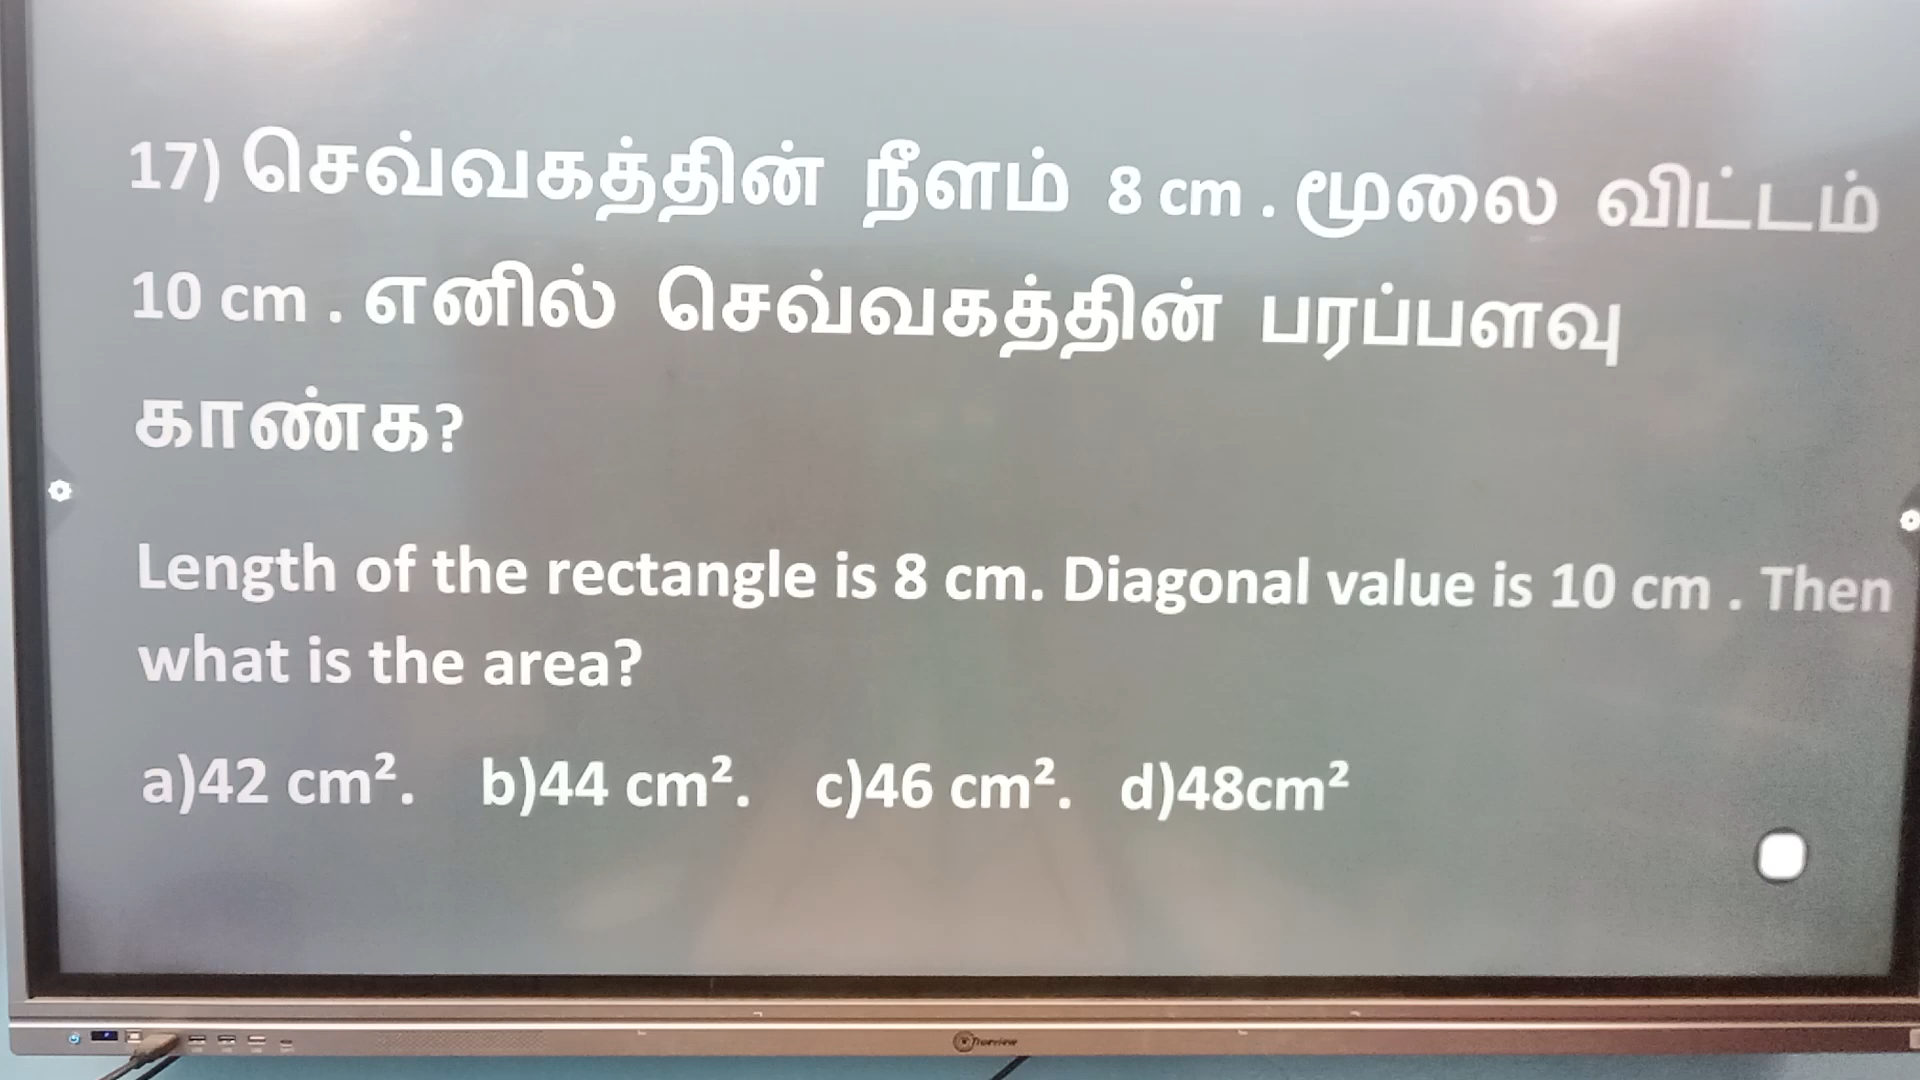 17) செவ்வகத்தின் நீளம் 8 cm . மூலை விட்டம்
10 cm . எனில் செவ்வகத்தின் பரப்பளவு
காண்க?
Length of the rectangle is 8 cm. Diagonal value is 10 cm . Then
what is the area?
a)42 cm². b)44 cm². c)46 cm². d)48cm²
Trueview